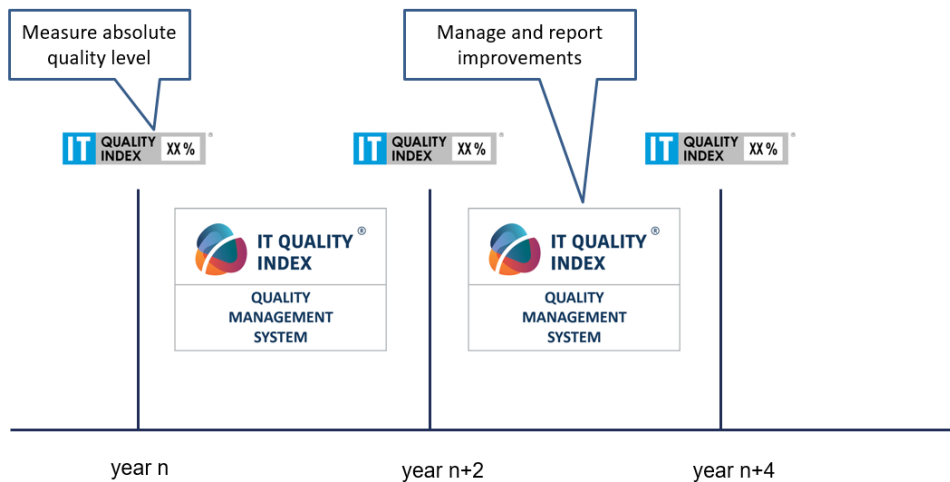 Measure absolute
quality level
Manage and report
improvements
IT QUALITY INDEX XX % ®
IT QUALITY INDEX XX % ®
IT QUALITY INDEX XX % ®
IT QUALITY ®
INDEX
QUALITY
MANAGEMENT
SYSTEM
IT QUALITY ®
INDEX
QUALITY
MANAGEMENT
SYSTEM
year n
year n+2
year n+4